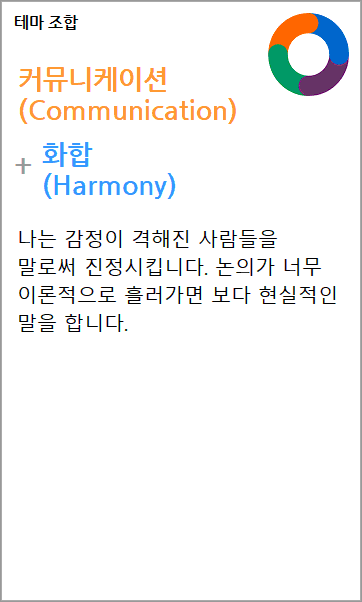 테마 조합
커뮤니케이션
(Communication)
+ 화합
(Harmony)
나는 감정이 격해진 사람들을
말로써 진정시킵니다. 논의가 너무
이론적으로 흘러가면 보다 현실적인
말을 합니다.